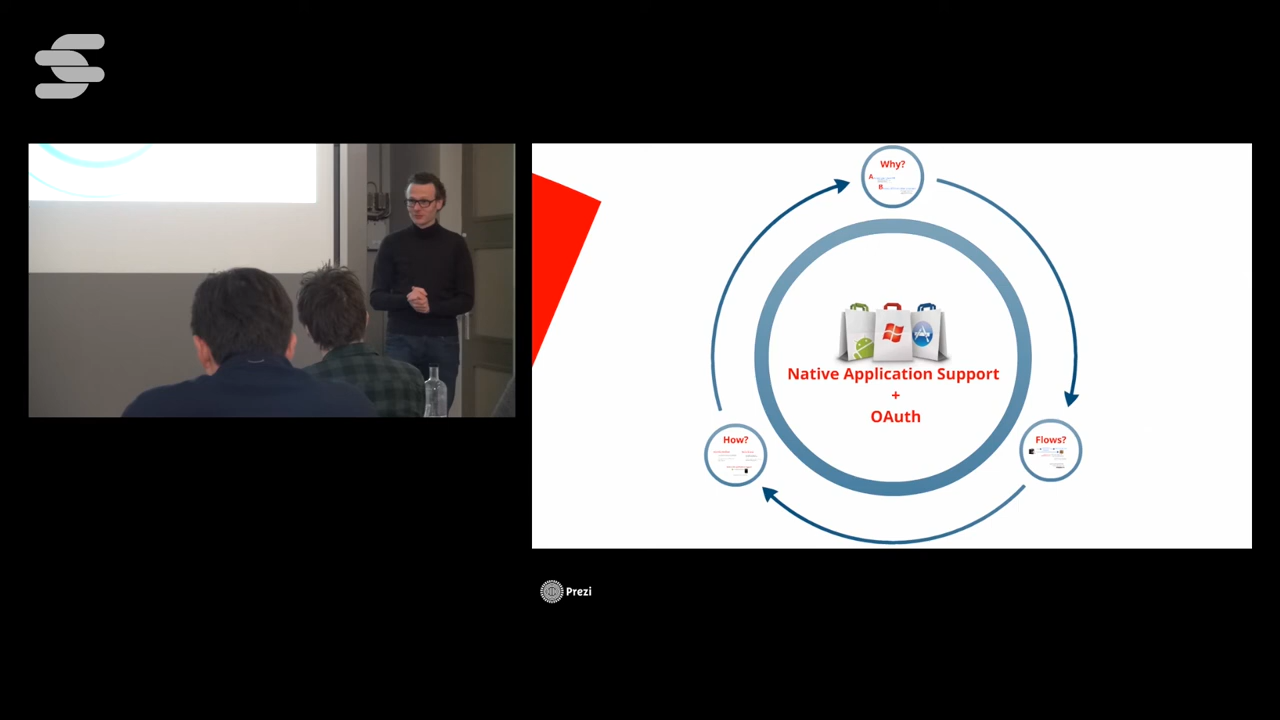 Why?
A
B
Native Application Support
+
OAuth
How?
Flows?
Prezi